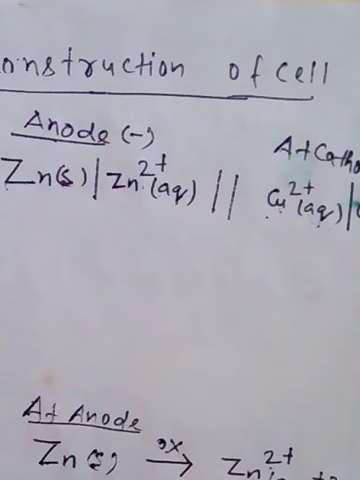 onstruction of cell
Anode (-)
At Catho
Zn(s) | Zn²⁺(aq) || Cu²⁺(aq) |
At Anode
Zn(s) ox → Zn²⁺